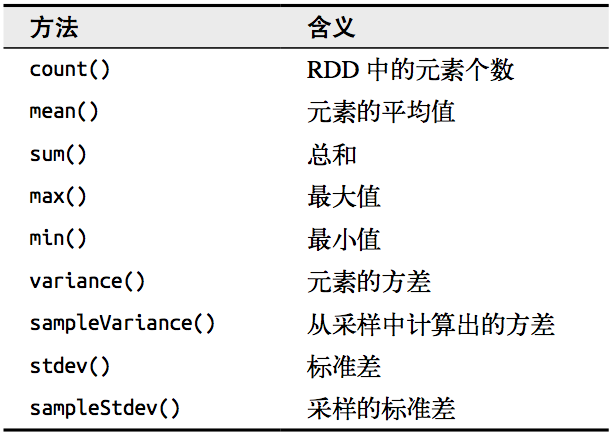 方法 含义
count() RDD 中的元素个数
mean() 元素的平均值
sum() 总和
max() 最大值
min() 最小值
variance() 元素的方差
sampleVariance() 从采样中计算出的方差
stdev() 标准差
sampleStdev() 采样的标准差